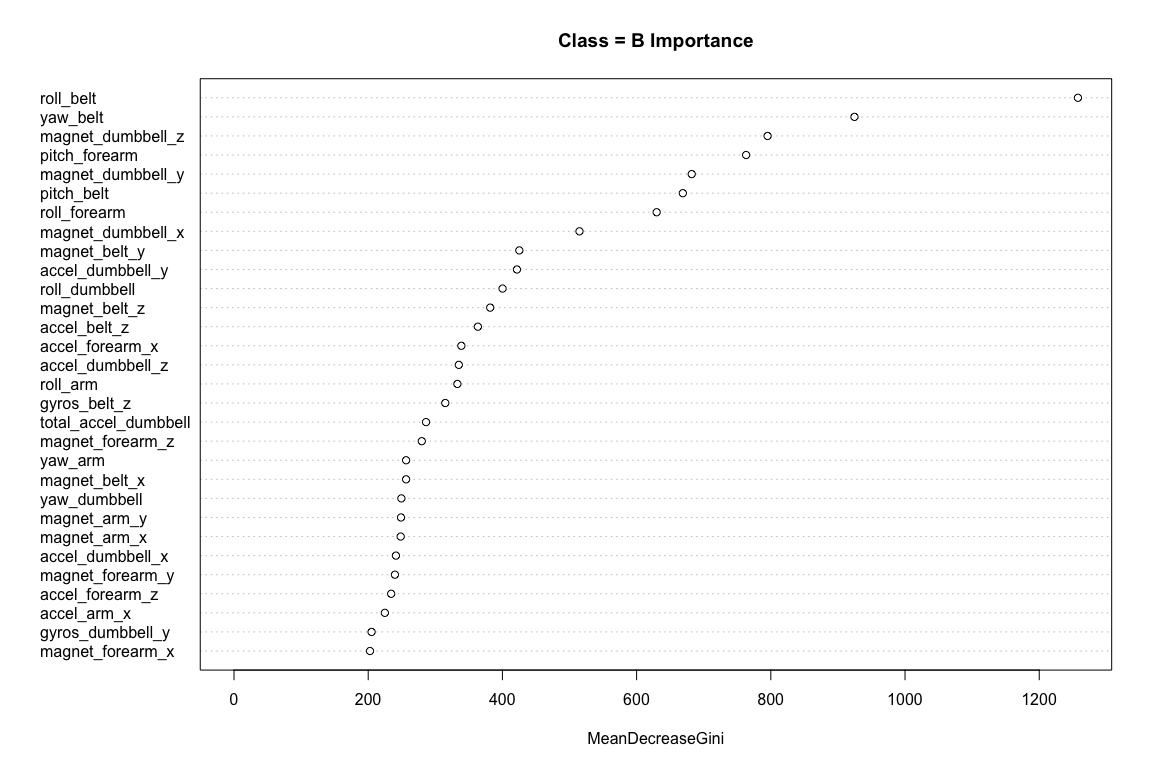 Class = B Importance
roll_belt
yaw_belt
magnet_dumbbell_z
pitch_forearm
magnet_dumbbell_y
pitch_belt
roll_forearm
magnet_dumbbell_x
magnet_belt_y
accel_dumbbell_y
roll_dumbbell
magnet_belt_z
accel_belt_z
accel_forearm_x
accel_dumbbell_z
roll_arm
gyros_belt_z
total_accel_dumbbell
magnet_forearm_z
yaw_arm
magnet_belt_x
yaw_dumbbell
magnet_arm_y
magnet_arm_x
accel_dumbbell_x
magnet_forearm_y
accel_forearm_z
accel_arm_x
gyros_dumbbell_y
magnet_forearm_x
0 200 400 600 800 1000 1200
MeanDecreaseGini